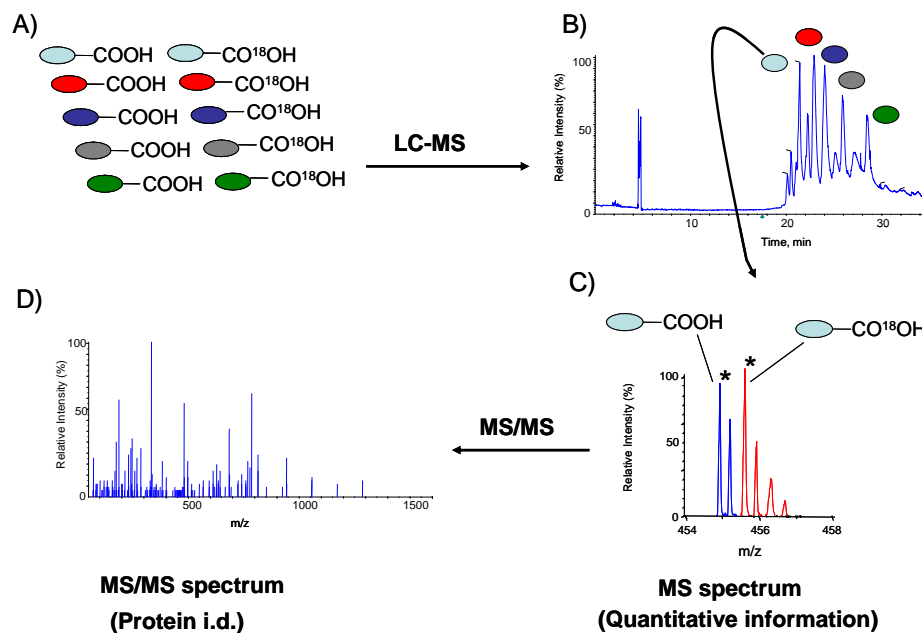 A)
COOH CO¹⁸OH
COOH CO¹⁸OH
COOH CO¹⁸OH
COOH CO¹⁸OH
COOH CO¹⁸OH
LC-MS
B)
Relative Intensity (%)
100
50
0
10 20 30
Time, min
C)
COOH
CO¹⁸OH
* *
Relative Intensity (%)
100
50
0
454 456 458
m/z
MS spectrum
(Quantitative information)
MS/MS
D)
Relative Intensity (%)
100
50
0
500 1000 1500
m/z
MS/MS spectrum
(Protein i.d.)